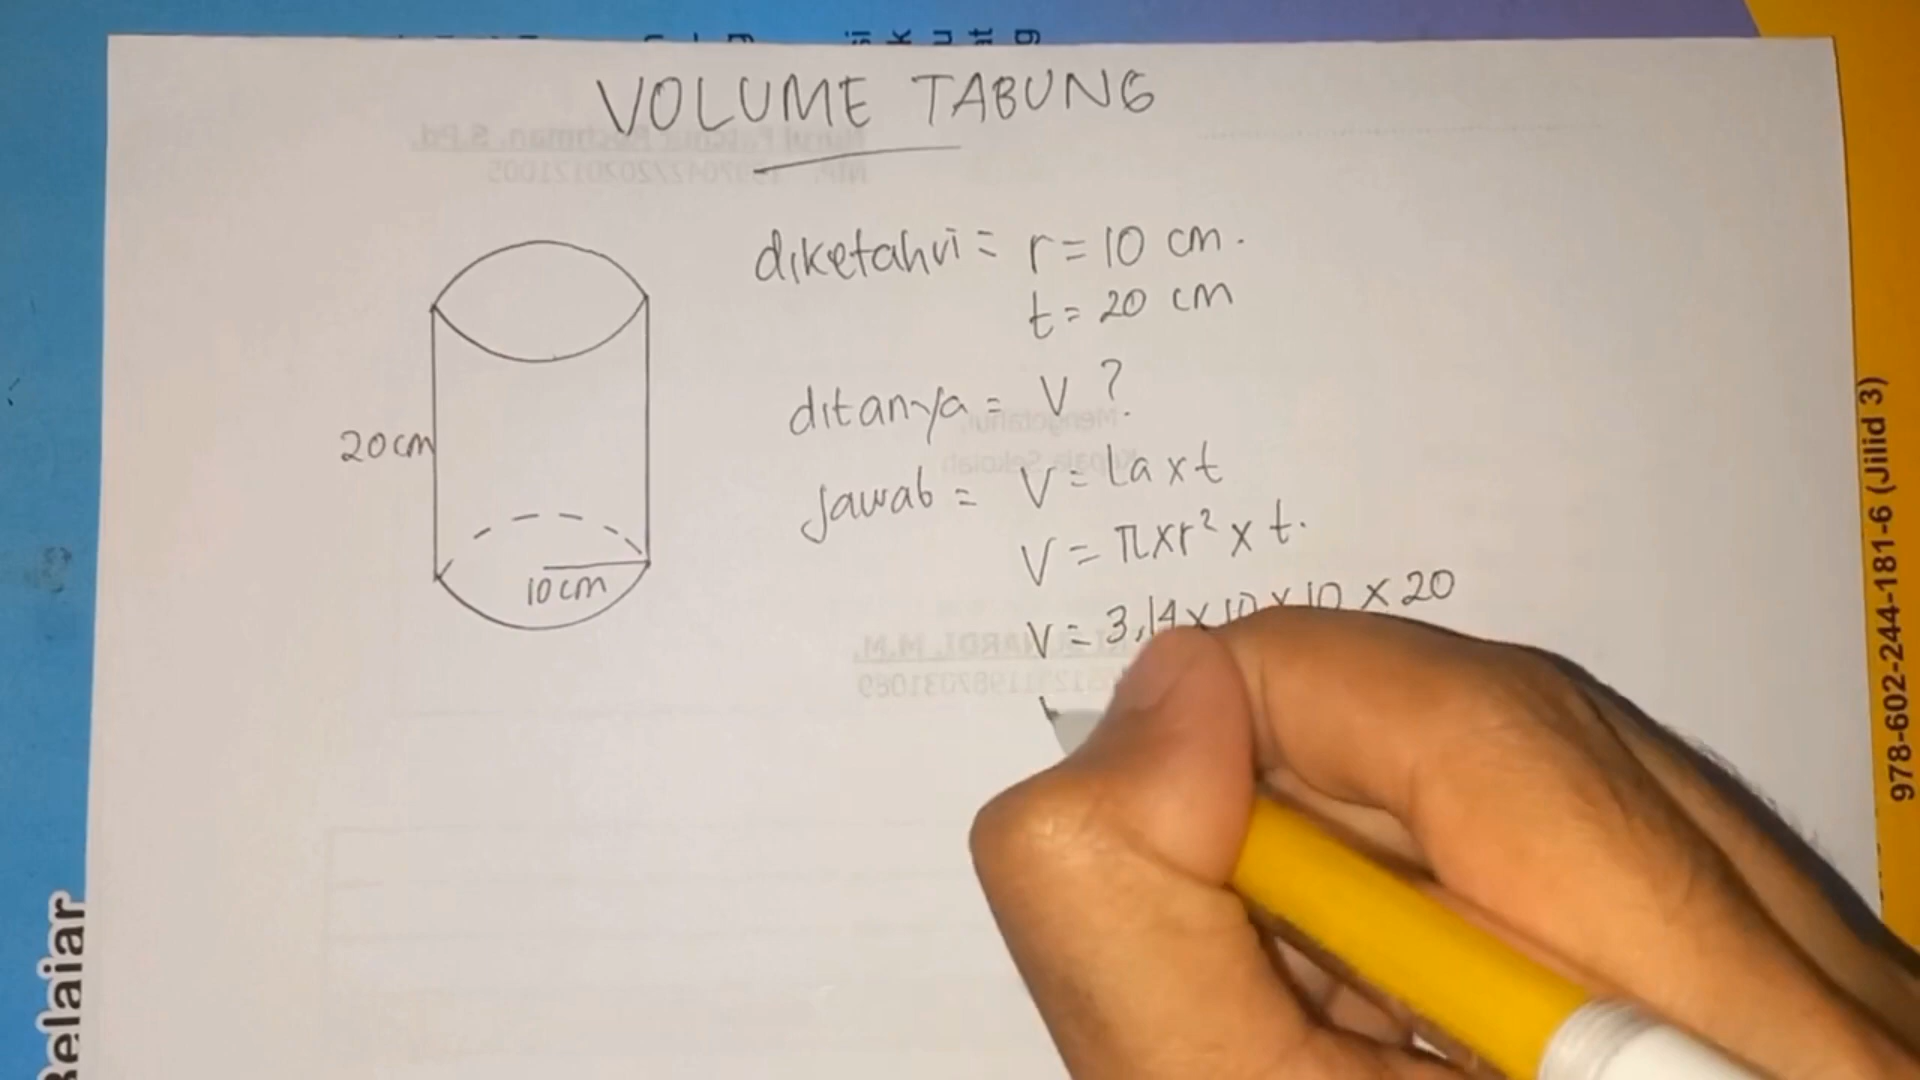 VOLUME TABUNG
diketahui = r = 10 cm.
t = 20 cm
ditanya = V ?
Jawab = V = La x t
V = π x r² x t.
V = 3,14 x 10 x 10 x 20
20 cm
10 cm
978-602-244-181-6 (Jilid 3)
Belajar